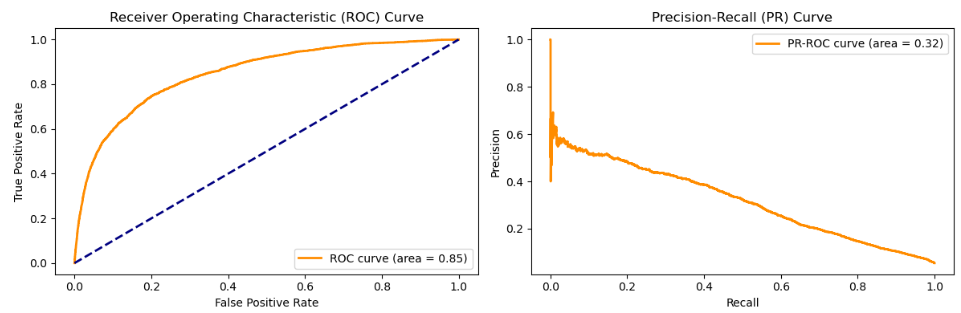 Receiver Operating Characteristic (ROC) Curve
1.0
0.8
0.6
0.4
0.2
0.0
True Positive Rate
ROC curve (area = 0.85)
0.0 0.2 0.4 0.6 0.8 1.0
False Positive Rate
Precision-Recall (PR) Curve
1.0
0.8
0.6
0.4
0.2
Precision
PR-ROC curve (area = 0.32)
0.0 0.2 0.4 0.6 0.8 1.0
Recall